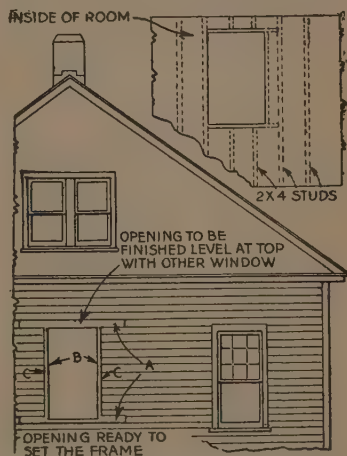 INSIDE OF ROOM
2X4 STUDS
OPENING TO BE
FINISHED LEVEL AT TOP
WITH OTHER WINDOW
B
C
C
A
OPENING READY TO
SET THE FRAME